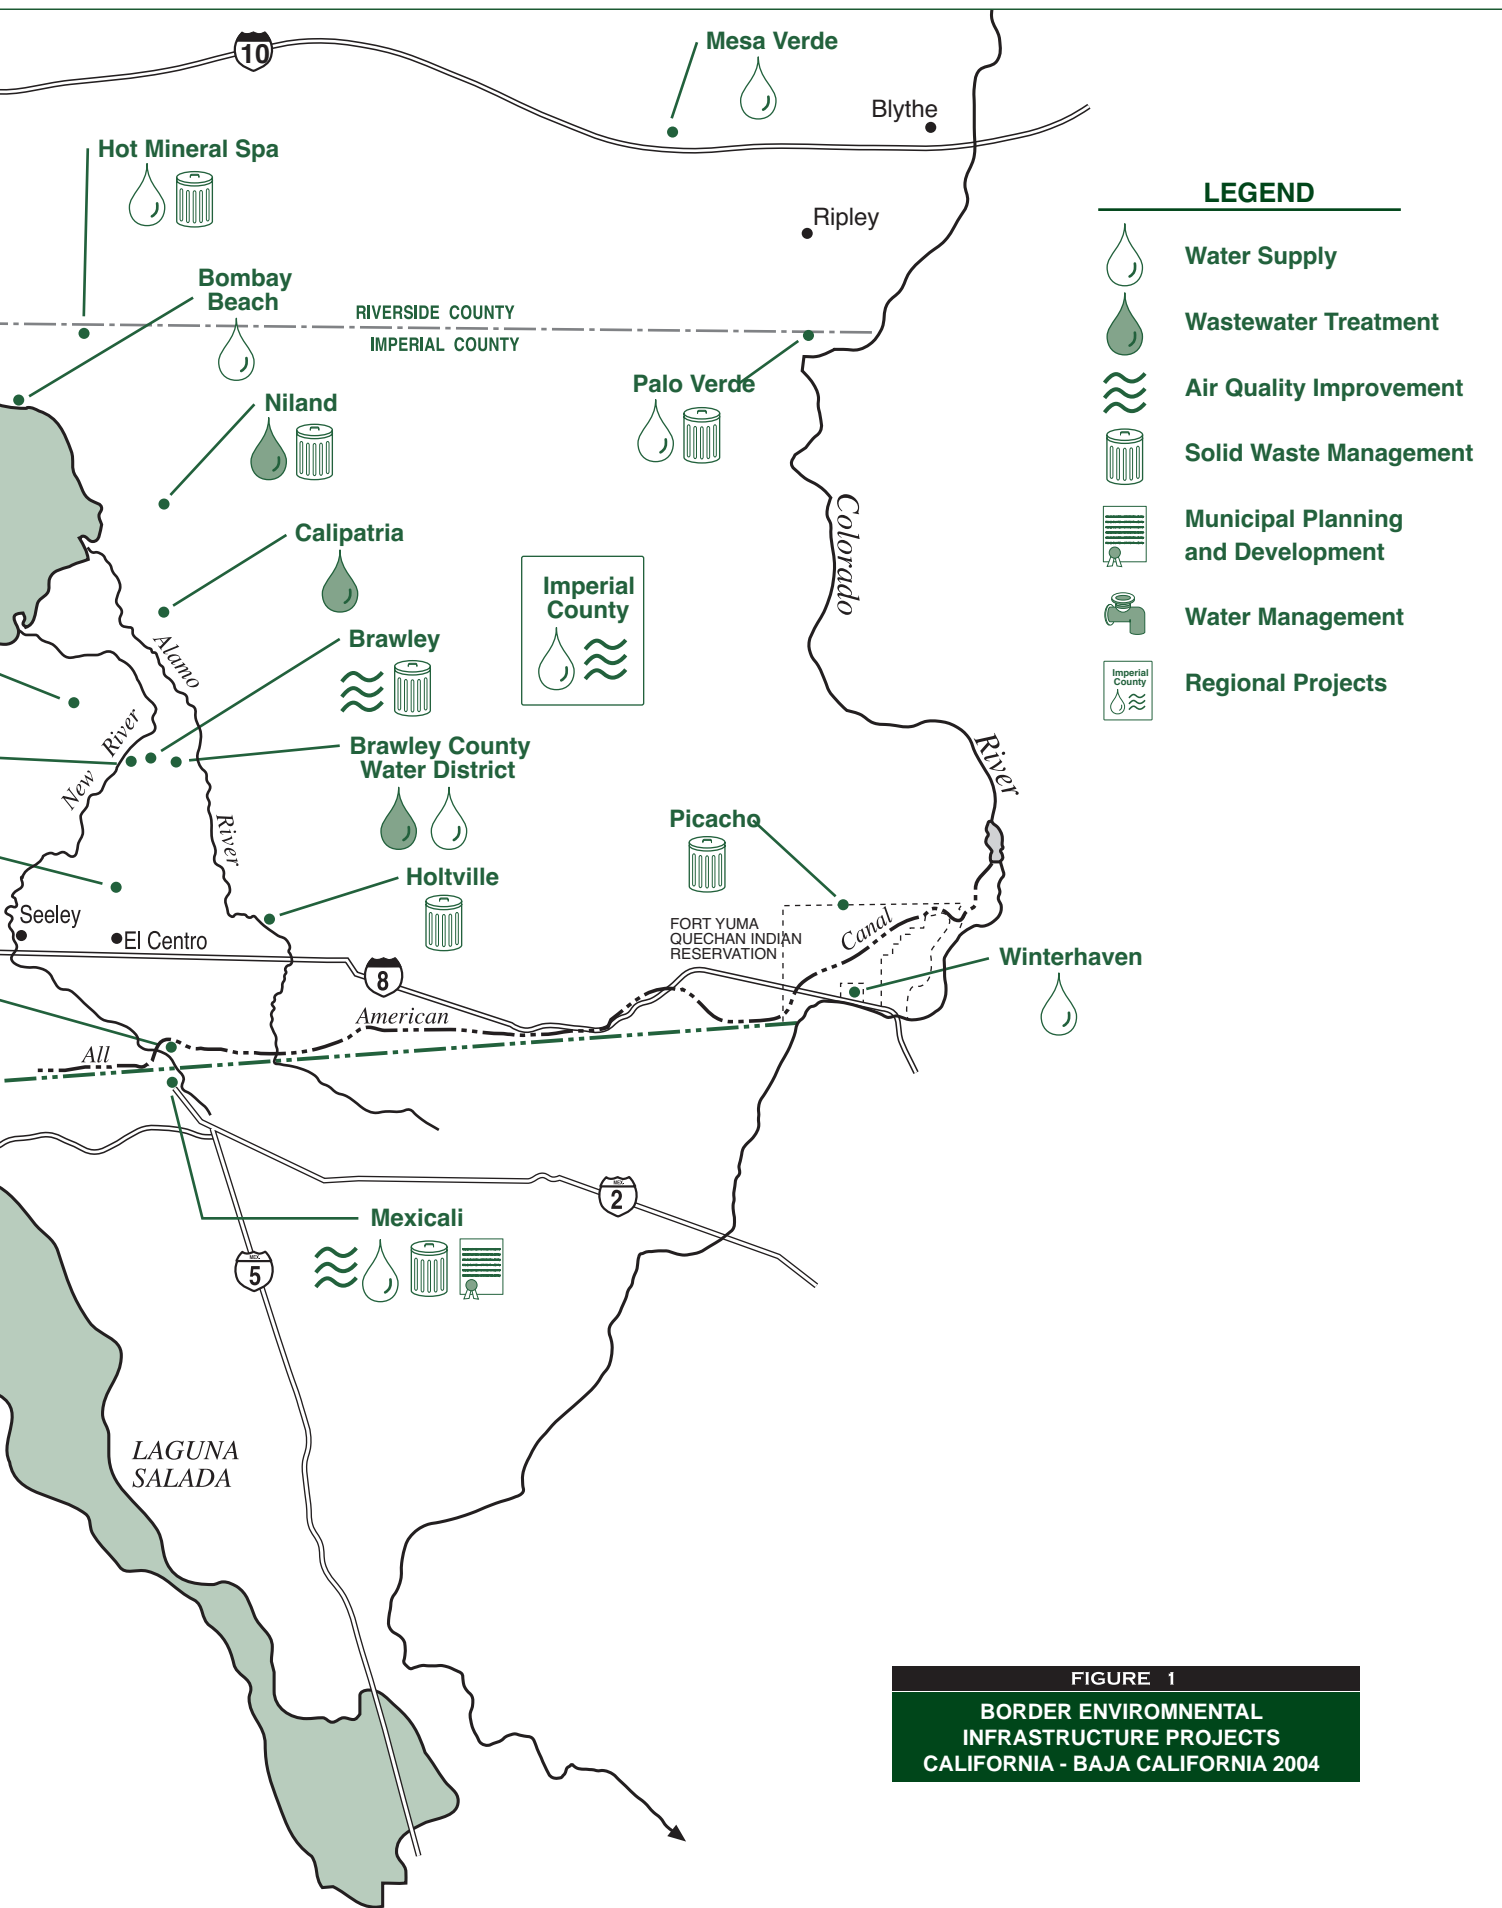 10
Mesa Verde
Blythe
Hot Mineral Spa
Ripley
Bombay
Beach
RIVERSIDE COUNTY
IMPERIAL COUNTY
Palo Verde
Niland
Calipatria
Imperial
County
Colorado
River
Alamo
River
Brawley
New
River
Brawley County
Water District
Picacho
Holtville
Seeley
El Centro
FORT YUMA
QUECHAN INDIAN
RESERVATION
Canal
Winterhaven
8
American
All
MEX.
2
Mexicali
MEX.
5
LAGUNA
SALADA
LEGEND
Water Supply
Wastewater Treatment
Air Quality Improvement
Solid Waste Management
Municipal Planning
and Development
Water Management
Imperial
County
Regional Projects
FIGURE 1
BORDER ENVIROMNENTAL
INFRASTRUCTURE PROJECTS
CALIFORNIA - BAJA CALIFORNIA 2004